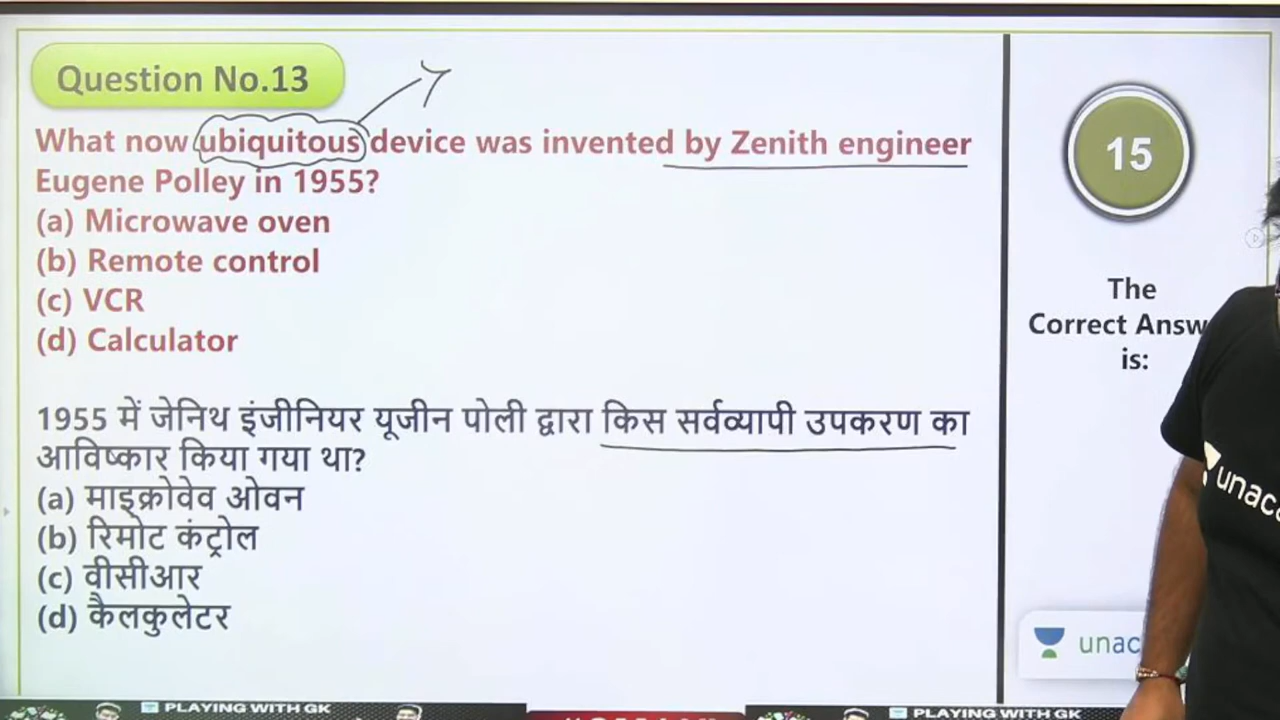 Question No.13
What now ubiquitous device was invented by Zenith engineer
Eugene Polley in 1955?
(a) Microwave oven
(b) Remote control
(c) VCR
(d) Calculator
1955 में जेनिथ इंजीनियर यूजीन पोली द्वारा किस सर्वव्यापी उपकरण का
आविष्कार किया गया था?
(a) माइक्रोवेव ओवन
(b) रिमोट कंट्रोल
(c) वीसीआर
(d) कैलकुलेटर
15
The
Correct Answ
is:
unac
unaca
PLAYING WITH GK
PLAYING WITH GK